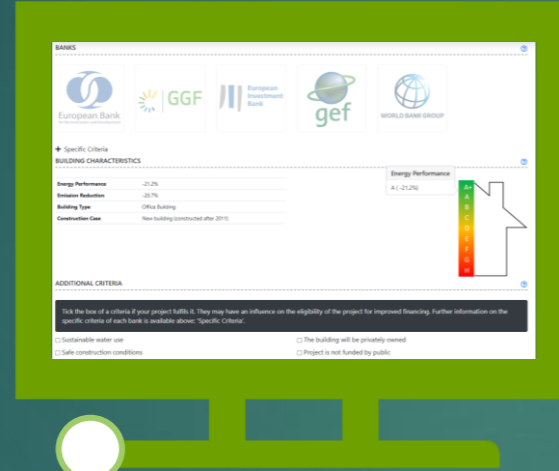 BANKS
European Bank
for Reconstruction and Development
GGF
European
Investment
Bank
gef
WORLD BANK GROUP
+ Specific Criteria
BUILDING CHARACTERISTICS
Energy Performance -21.2%
Emission Reduction -20.7%
Building Type Office Building
Construction Case New building (constructed after 2011)
Energy Performance
A ( -21.2%)
A+
A
B
C
D
E
F
G
H
ADDITIONAL CRITERIA
Tick the box of a criteria if your project fulfils it. They may have an influence on the eligibility of the project for improved financing. Further information on the
specific criteria of each bank is available above: 'Specific Criteria'.
Sustainable water use
The building will be privately owned
Safe construction conditions
Project is not funded by public